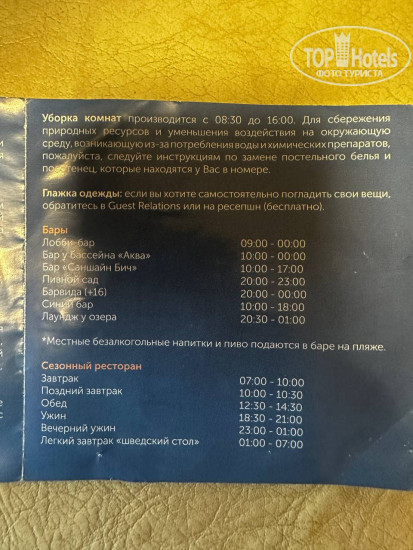 TOP Hotels
ФОТО ТУРИСТА
Уборка комнат производится с 08:30 до 16:00. Для сбережения
природных ресурсов и уменьшения воздействия на окружающую
среду, возникающую из-за потребления воды и химических препаратов,
пожалуйста, следуйте инструкциям по замене постельного белья и
полотенец, которые находятся у Вас в номере.
Глажка одежды: если вы хотите самостоятельно погладить свои вещи,
обратитесь в Guest Relations или на ресепшн (бесплатно).
Бары
Лобби-бар 09:00 - 00:00
Бар у бассейна «Аква» 10:00 - 00:00
Бар «Саншайн Бич» 10:00 - 17:00
Пивной сад 20:00 - 23:00
Барвида (+16) 20:00 - 00:00
Синий бар 10:00 - 18:00
Лаундж у озера 20:30 - 01:00
*Местные безалкогольные напитки и пиво подаются в баре на пляже.
Сезонный ресторан
Завтрак 07:00 - 10:00
Поздний завтрак 10:00 - 10:30
Обед 12:30 - 14:30
Ужин 18:30 - 21:00
Вечерний ужин 23:00 - 01:00
Легкий завтрак «шведский стол» 01:00 - 07:00